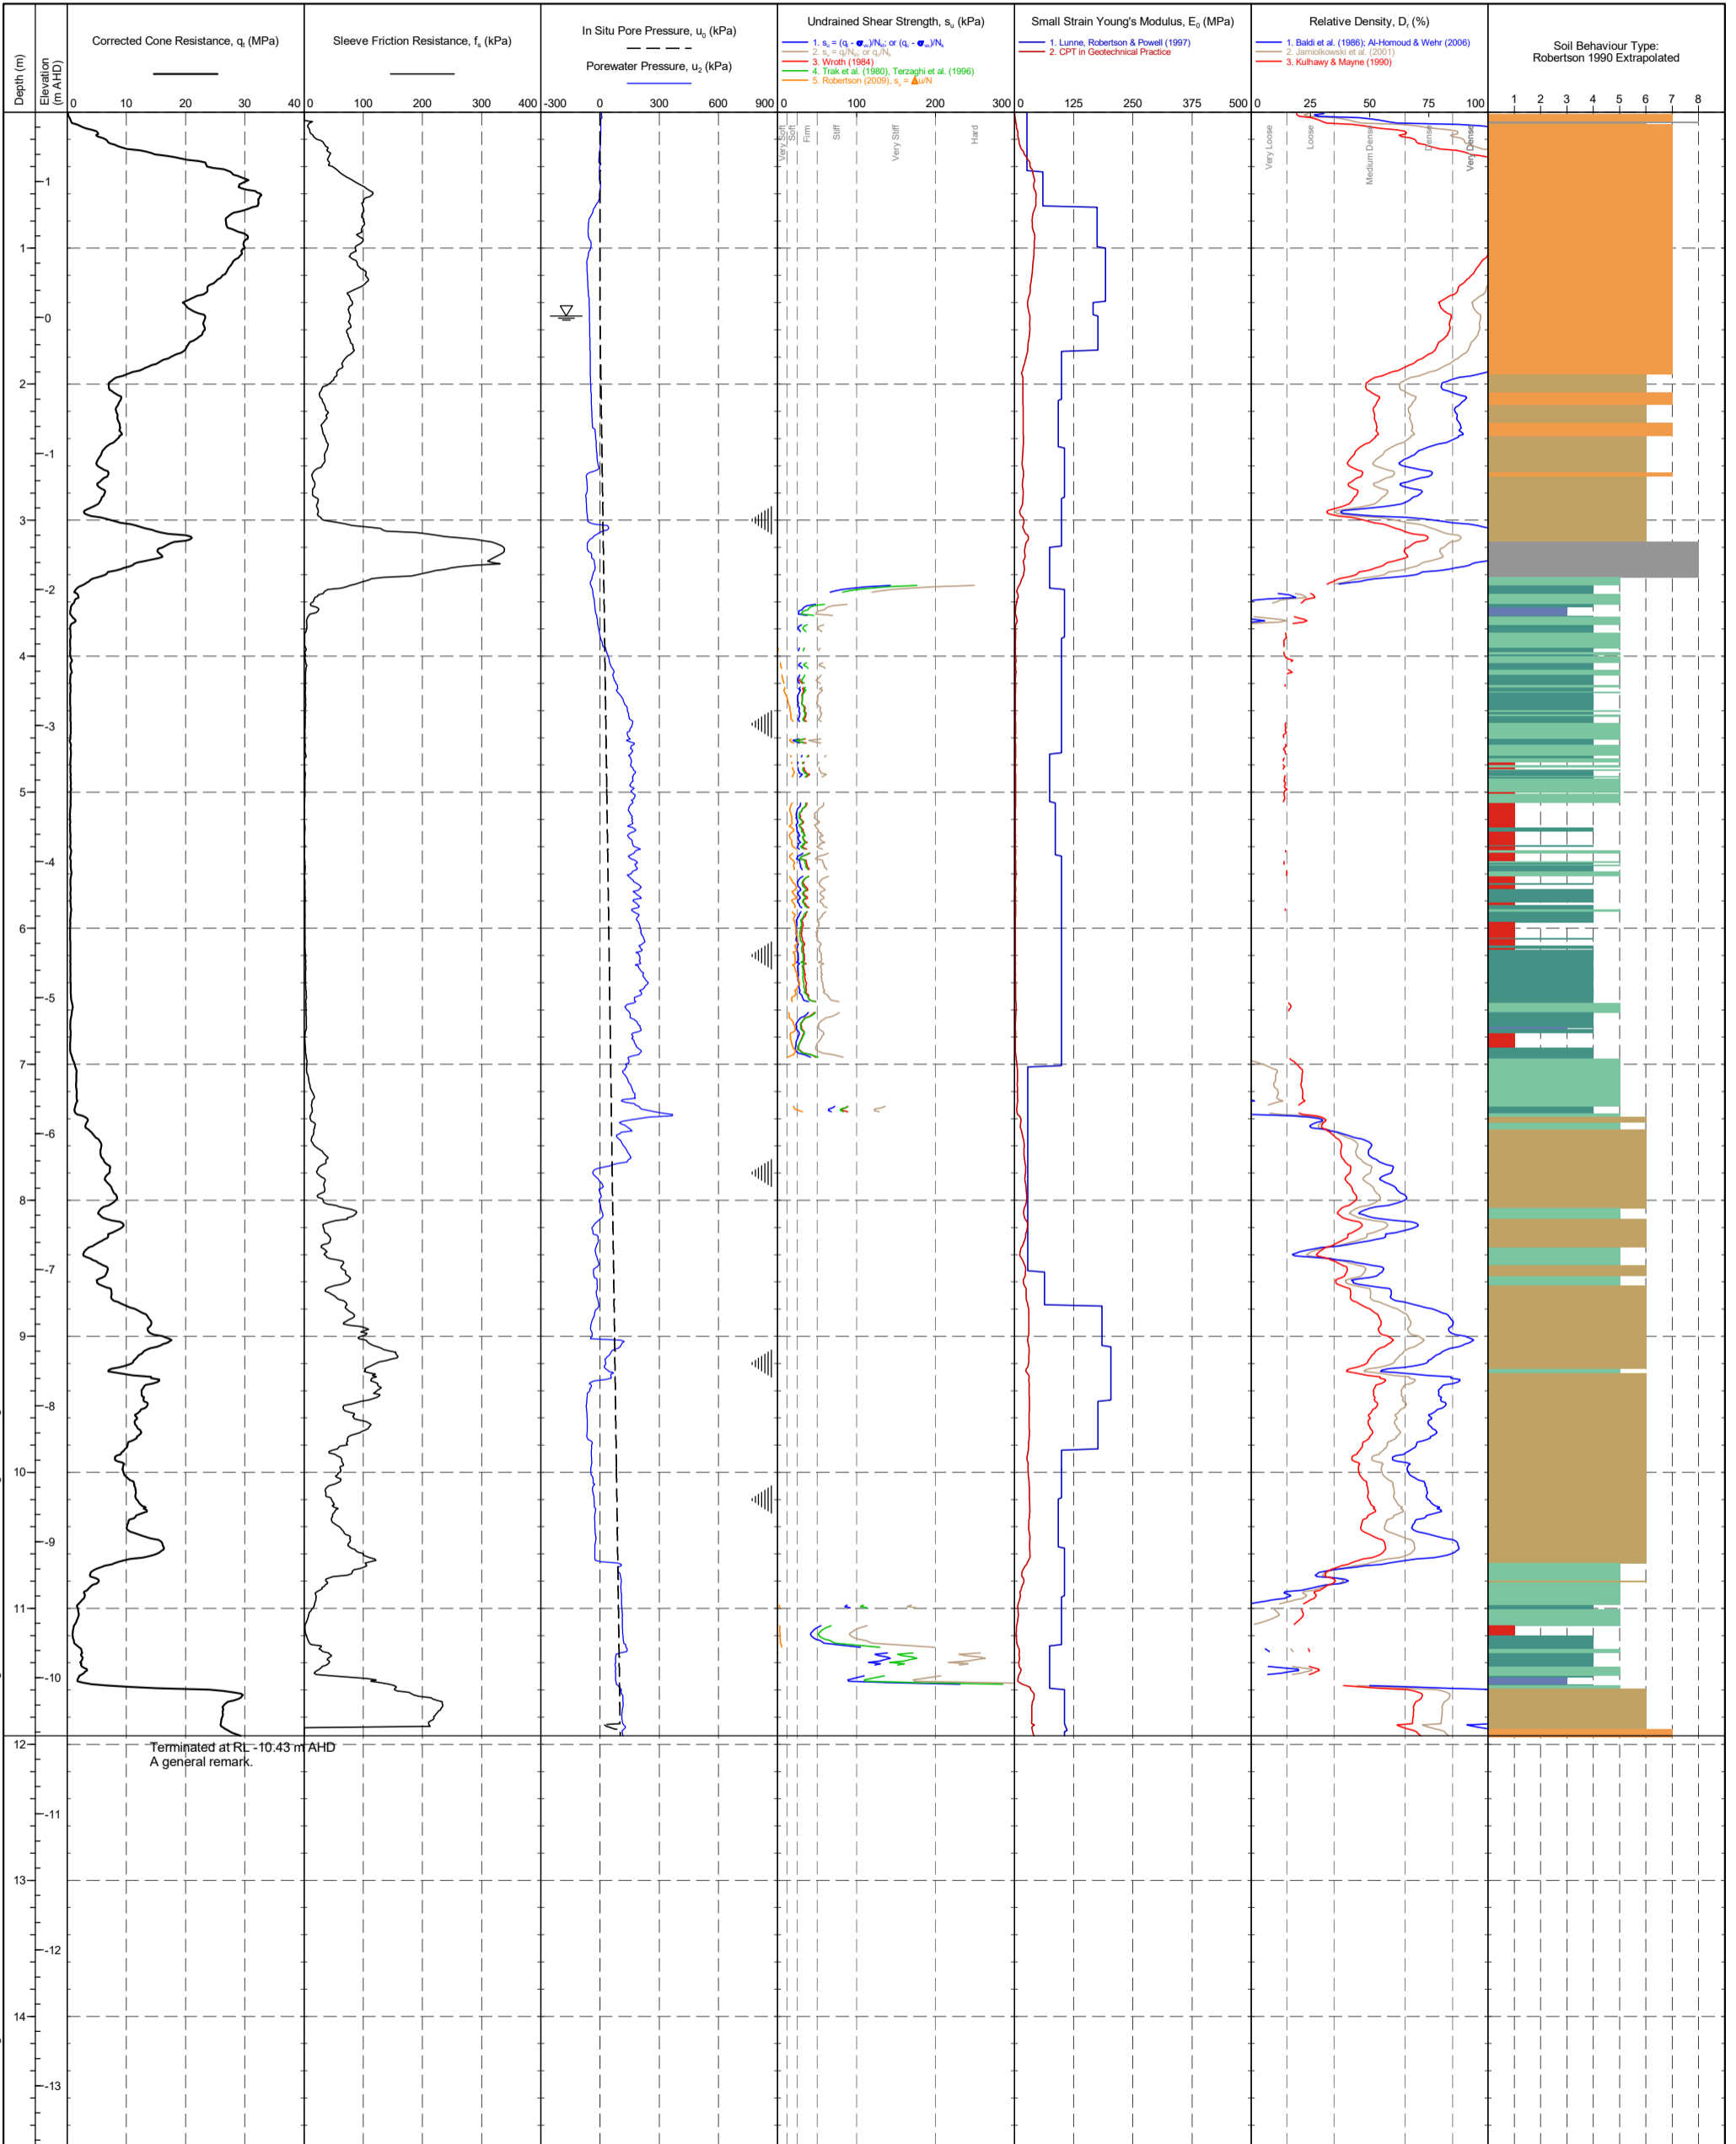 Depth (m)
Elevation
(m AHD)
Corrected Cone Resistance, qt (MPa)
0 10 20 30 40
Sleeve Friction Resistance, fs (kPa)
0 100 200 300 400
In Situ Pore Pressure, u0 (kPa)
Porewater Pressure, u2 (kPa)
-300 0 300 600 900
Undrained Shear Strength, su (kPa)
2. su = qt/Nkt; or qc/Nk
3. Wroth (1984)
4. Trak et al. (1980), Terzaghi et al. (1996)
5. Robertson (2009), su = Δu/N
0 100 200 300
Very Soft
Soft
Firm
Stiff
Very Stiff
Hard
Small Strain Young's Modulus, E0 (MPa)
1. Lunne, Robertson & Powell (1997)
2. CPT in Geotechnical Practice
0 125 250 375 500
Relative Density, Dr (%)
1. Baldi et al. (1986); Al-Homoud & Wehr (2006)
2. Jamiolkowski et al. (2001)
3. Kulhawy & Mayne (1990)
0 25 50 75 100
Very Loose
Loose
Medium Dense
Dense
Very Dense
Soil Behaviour Type:
Robertson 1990 Extrapolated
1 2 3 4 5 6 7 8
1
1
0
2
-1
3
-2
4
-3
5
-4
6
-5
7
-6
8
-7
9
-8
10
-9
11
-10
12
Terminated at RL -10.43 m AHD
A general remark.
-11
13
-12
14
-13